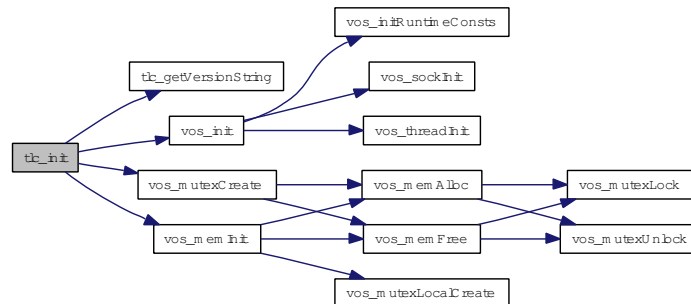 vos_initRuntimeConsts
tlc_getVersionString
vos_sockInit
vos_init
vos_threadInit
tlc_init
vos_mutexCreate
vos_memAlloc
vos_mutexLock
vos_memInit
vos_memFree
vos_mutexUnlock
vos_mutexLocalCreate